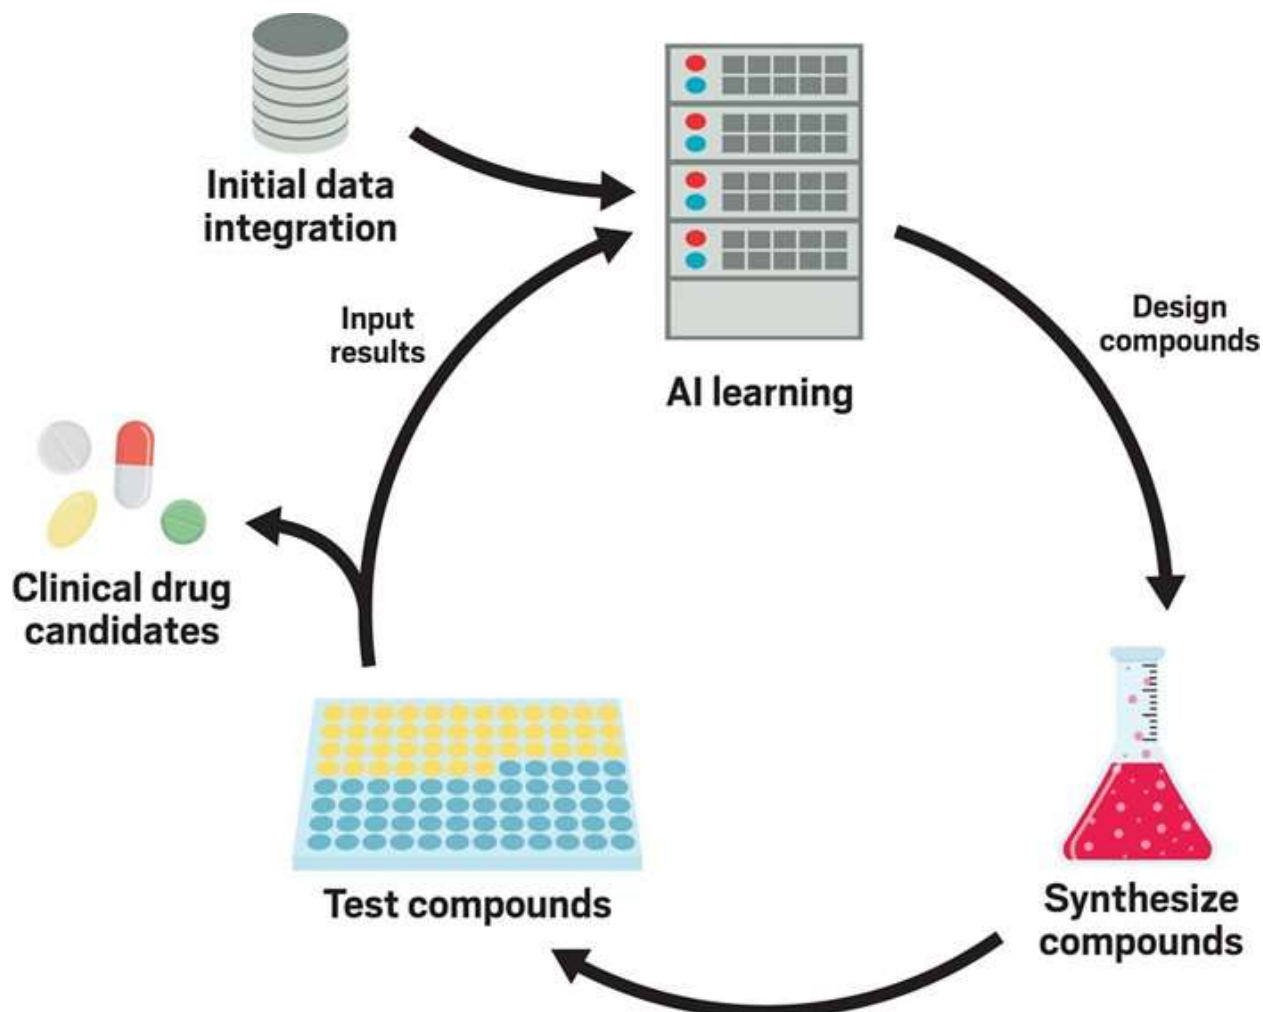 Initial data
integration
Input
results
Design
compounds
AI learning
Clinical drug
candidates
Test compounds
Synthesize
compounds